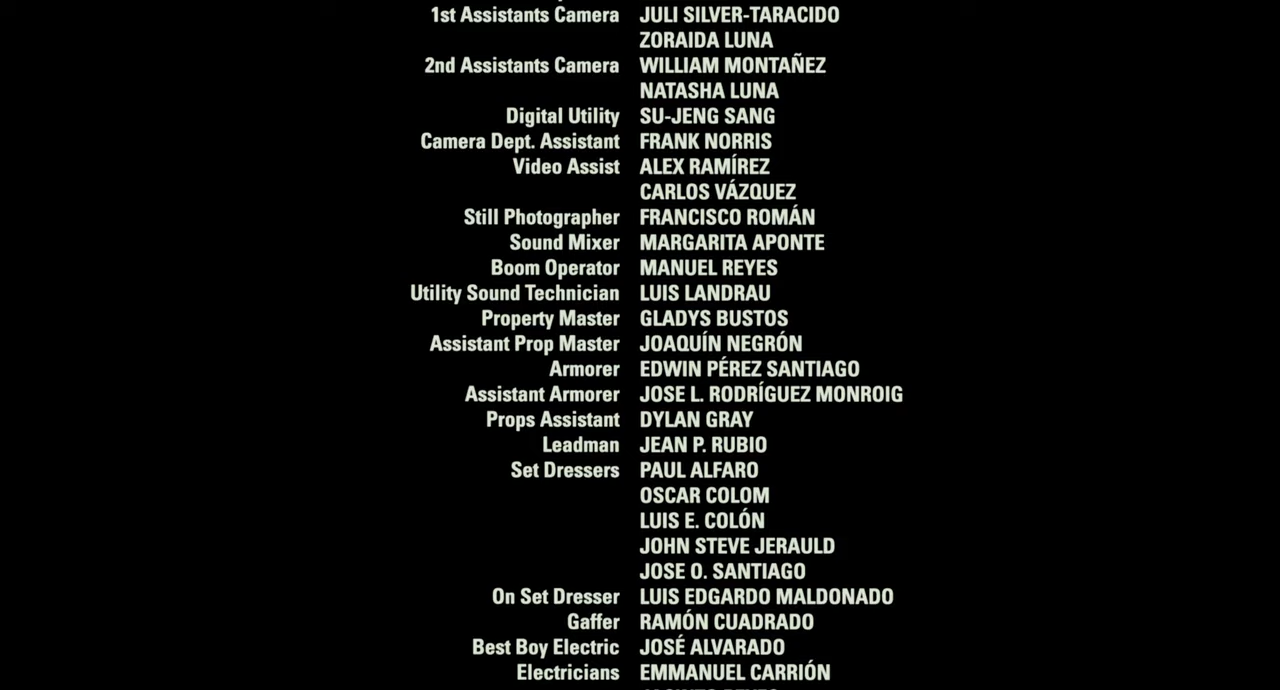 1st Assistants Camera JULI SILVER-TARACIDO
ZORAIDA LUNA
2nd Assistants Camera WILLIAM MONTAÑEZ
NATASHA LUNA
Digital Utility SU-JENG SANG
Camera Dept. Assistant FRANK NORRIS
Video Assist ALEX RAMÍREZ
CARLOS VÁZQUEZ
Still Photographer FRANCISCO ROMÁN
Sound Mixer MARGARITA APONTE
Boom Operator MANUEL REYES
Utility Sound Technician LUIS LANDRAU
Property Master GLADYS BUSTOS
Assistant Prop Master JOAQUÍN NEGRÓN
Armorer EDWIN PÉREZ SANTIAGO
Assistant Armorer JOSE L. RODRÍGUEZ MONROIG
Props Assistant DYLAN GRAY
Leadman JEAN P. RUBIO
Set Dressers PAUL ALFARO
OSCAR COLOM
LUIS E. COLÓN
JOHN STEVE JERAULD
JOSE O. SANTIAGO
On Set Dresser LUIS EDGARDO MALDONADO
Gaffer RAMÓN CUADRADO
Best Boy Electric JOSÉ ALVARADO
Electricians EMMANUEL CARRIÓN